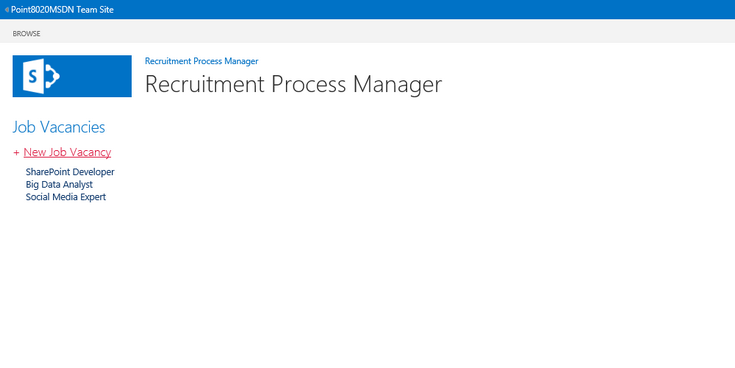 Point8020MSDN Team Site
BROWSE
S
Recruitment Process Manager
Recruitment Process Manager
Job Vacancies
+ New Job Vacancy
SharePoint Developer
Big Data Analyst
Social Media Expert